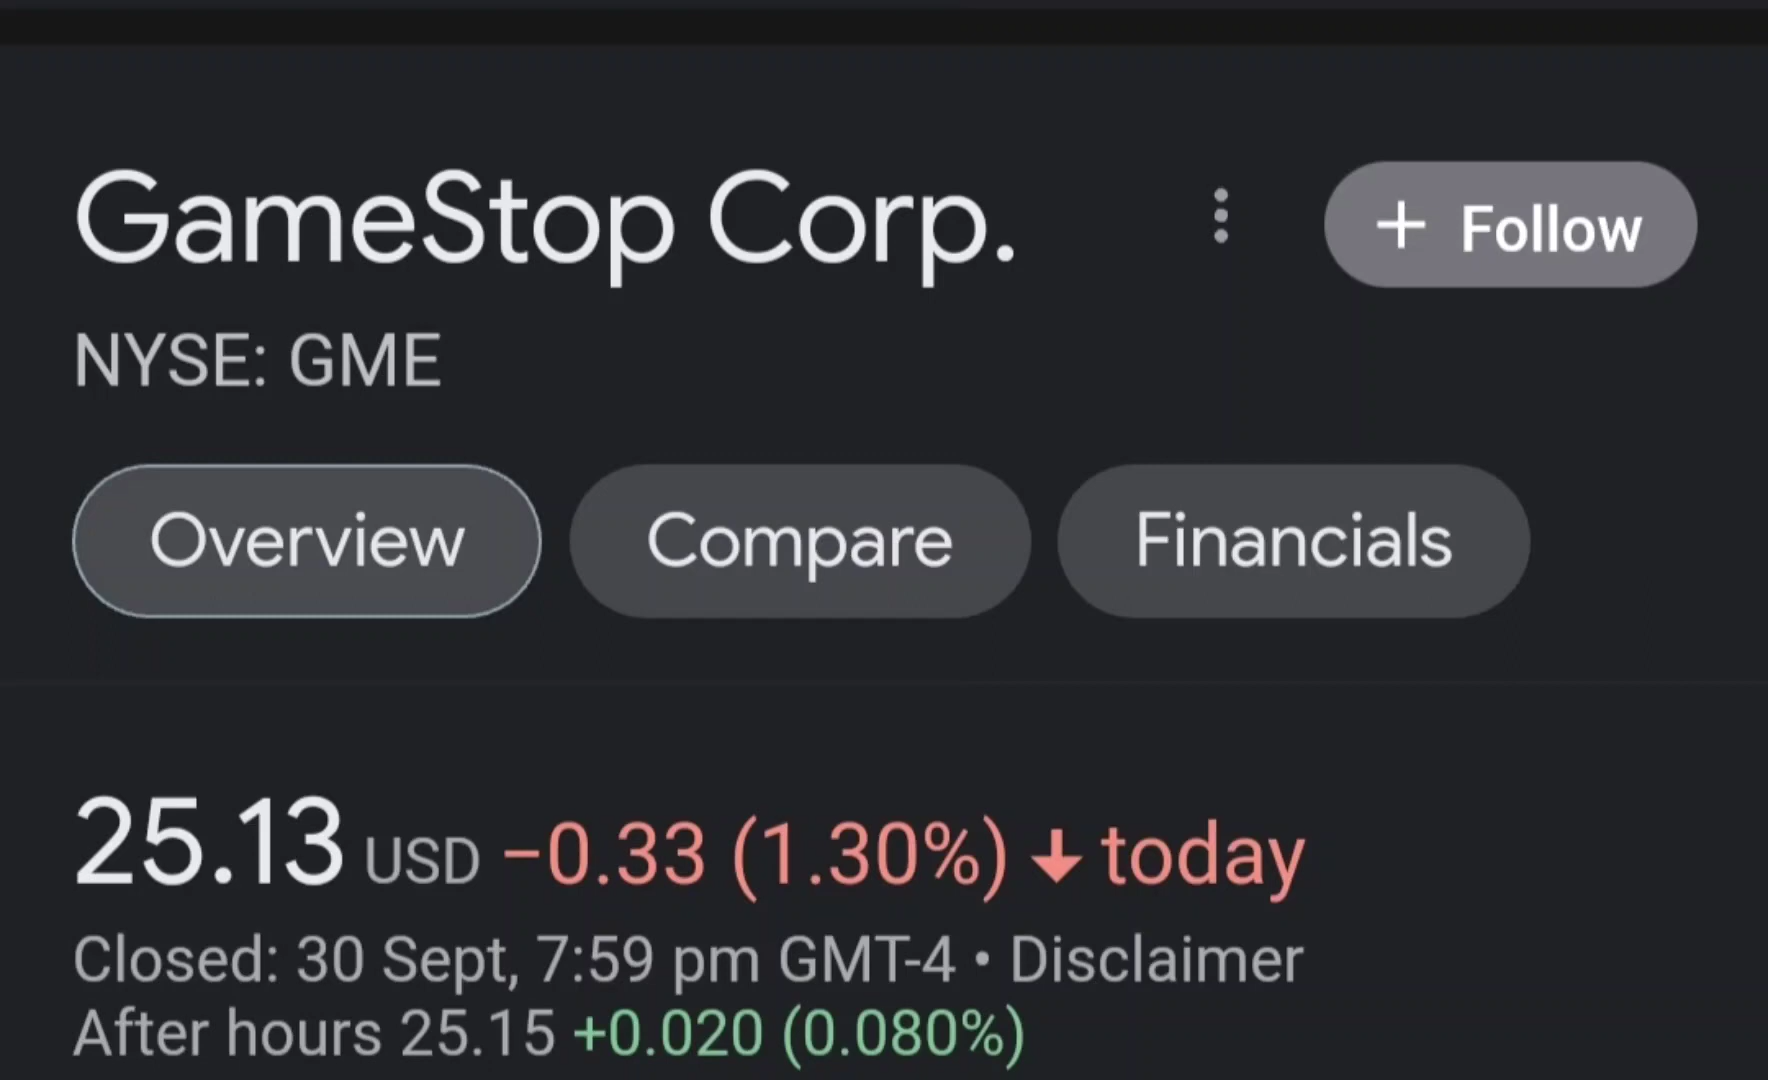 GameStop Corp.
+ Follow
NYSE: GME
Overview
Compare
Financials
25.13 USD −0.33 (1.30%) ↓ today
Closed: 30 Sept, 7:59 pm GMT-4 • Disclaimer
After hours 25.15 +0.020 (0.080%)